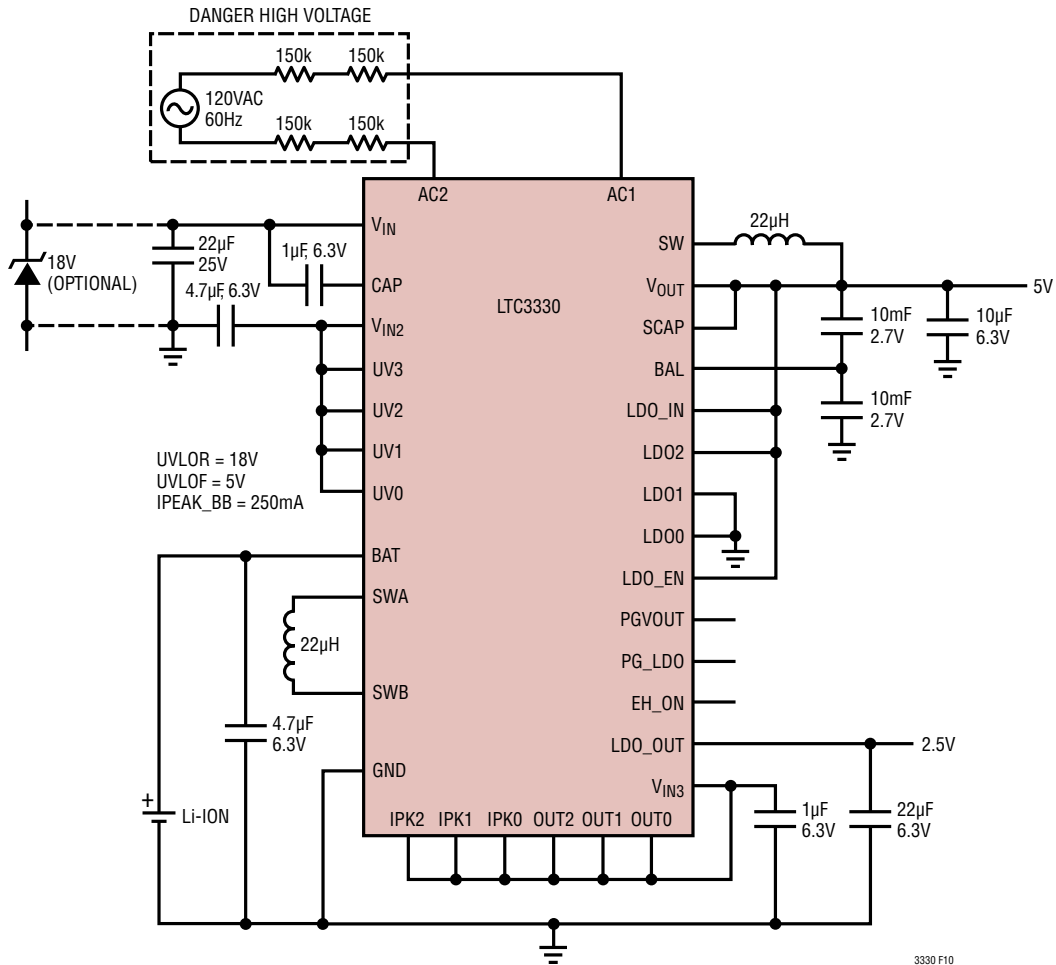 DANGER HIGH VOLTAGE
150k
150k
120VAC
60Hz
150k
150k
AC2
AC1
VIN
22µF
25V
1µF, 6.3V
18V
(OPTIONAL)
CAP
4.7µF, 6.3V
VIN2
UV3
UV2
UV1
UV0
UVLOR = 18V
UVLOF = 5V
IPEAK_BB = 250mA
BAT
SWA
22µH
SWB
4.7µF
6.3V
GND
+
Li-ION
LTC3330
SW
22µH
VOUT
5V
SCAP
10mF
2.7V
10µF
6.3V
BAL
10mF
2.7V
LDO_IN
LDO2
LDO1
LDO0
LDO_EN
PGVOUT
PG_LDO
EH_ON
LDO_OUT
2.5V
VIN3
1µF
6.3V
22µF
6.3V
IPK2
IPK1
IPK0
OUT2
OUT1
OUT0
3330 F10